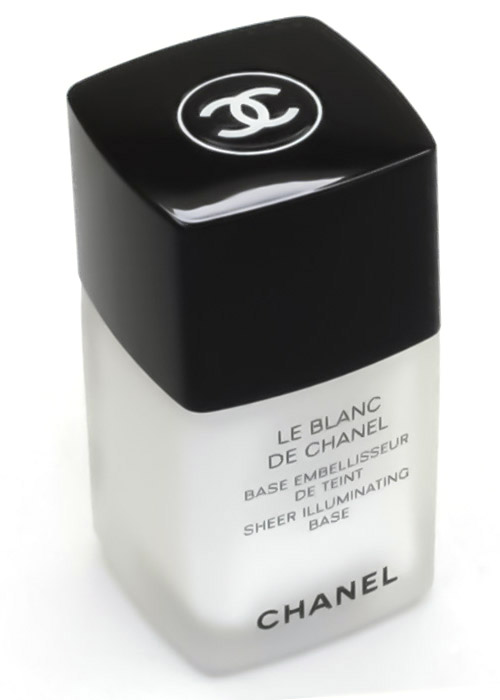 LE BLANC
DE CHANEL
BASE EMBELLISSEUR
DE TEINT
SHEER ILLUMINATING
BASE
CHANEL